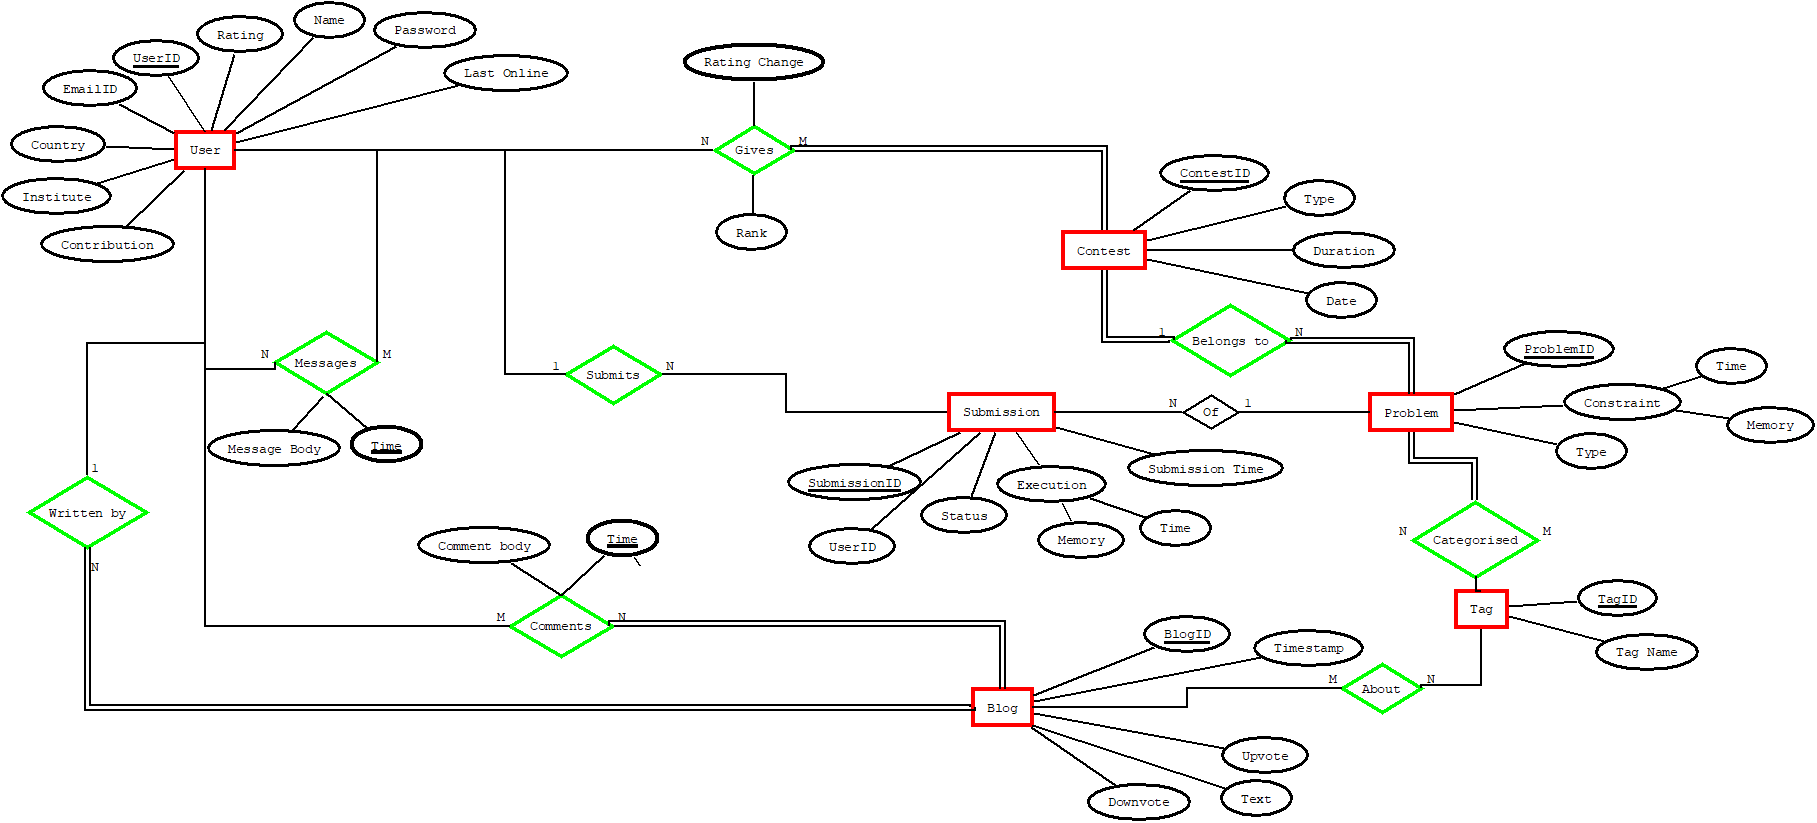 Name
Rating
Password
UserID
Last Online
EmailID
Rating Change
Country
User
N
Gives
M
ContestID
Institute
Type
Rank
Contribution
Contest
Duration
Date
1
Belongs to
N
N
Messages
M
ProblemID
1
Submits
N
Time
Constraint
N
Of
1
Submission
Problem
Memory
Message Body
Time
Type
1
Submission Time
SubmissionID
Execution
Written by
Status
Time
N
Categorised
M
Comment body
Time
UserID
Memory
N
TagID
Tag
M
Comments
N
BlogID
Timestamp
Tag Name
M
About
N
Blog
Upvote
Downvote
Text